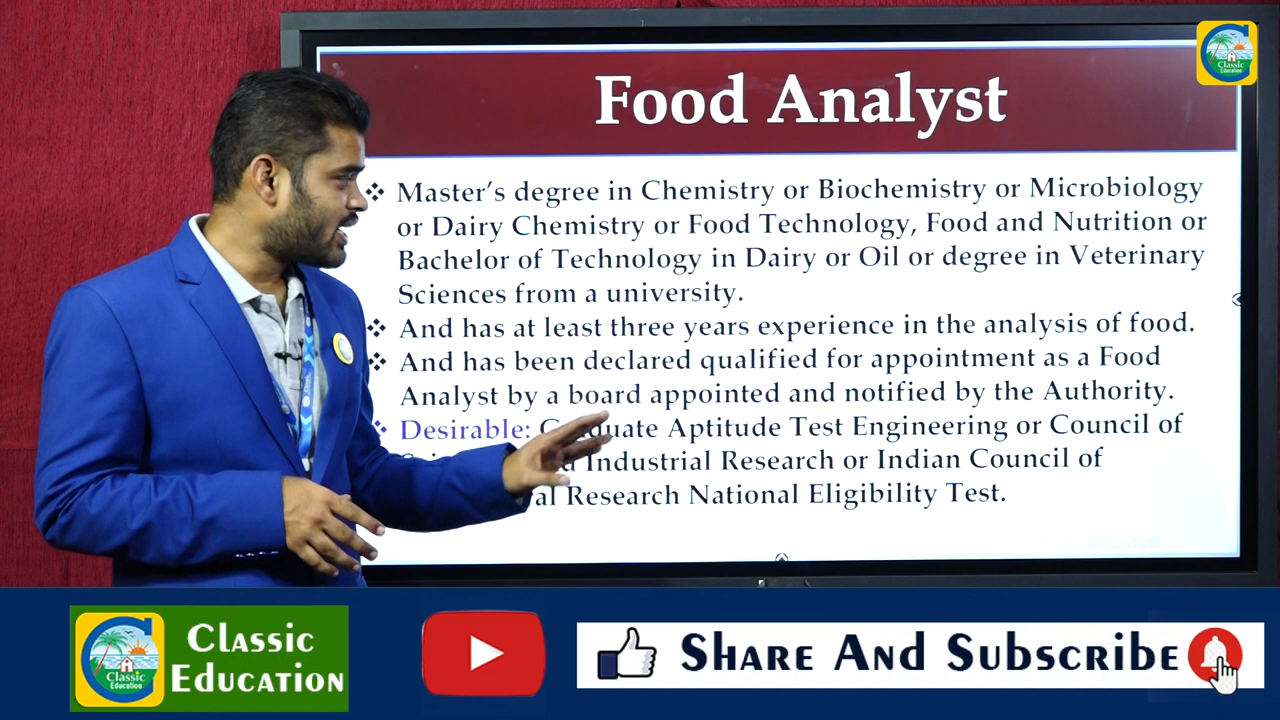 Food Analyst
Classic
Education
Master's degree in Chemistry or Biochemistry or Microbiology
or Dairy Chemistry or Food Technology, Food and Nutrition or
Bachelor of Technology in Dairy or Oil or degree in Veterinary
Sciences from a university.
And has at least three years experience in the analysis of food.
And has been declared qualified for appointment as a Food
Analyst by a board appointed and notified by the Authority.
Desirable: Graduate Aptitude Test Engineering or Council of
Industrial Research or Indian Council of
Research National Eligibility Test.
Classic
Education
Classic
Education
Share And Subscribe